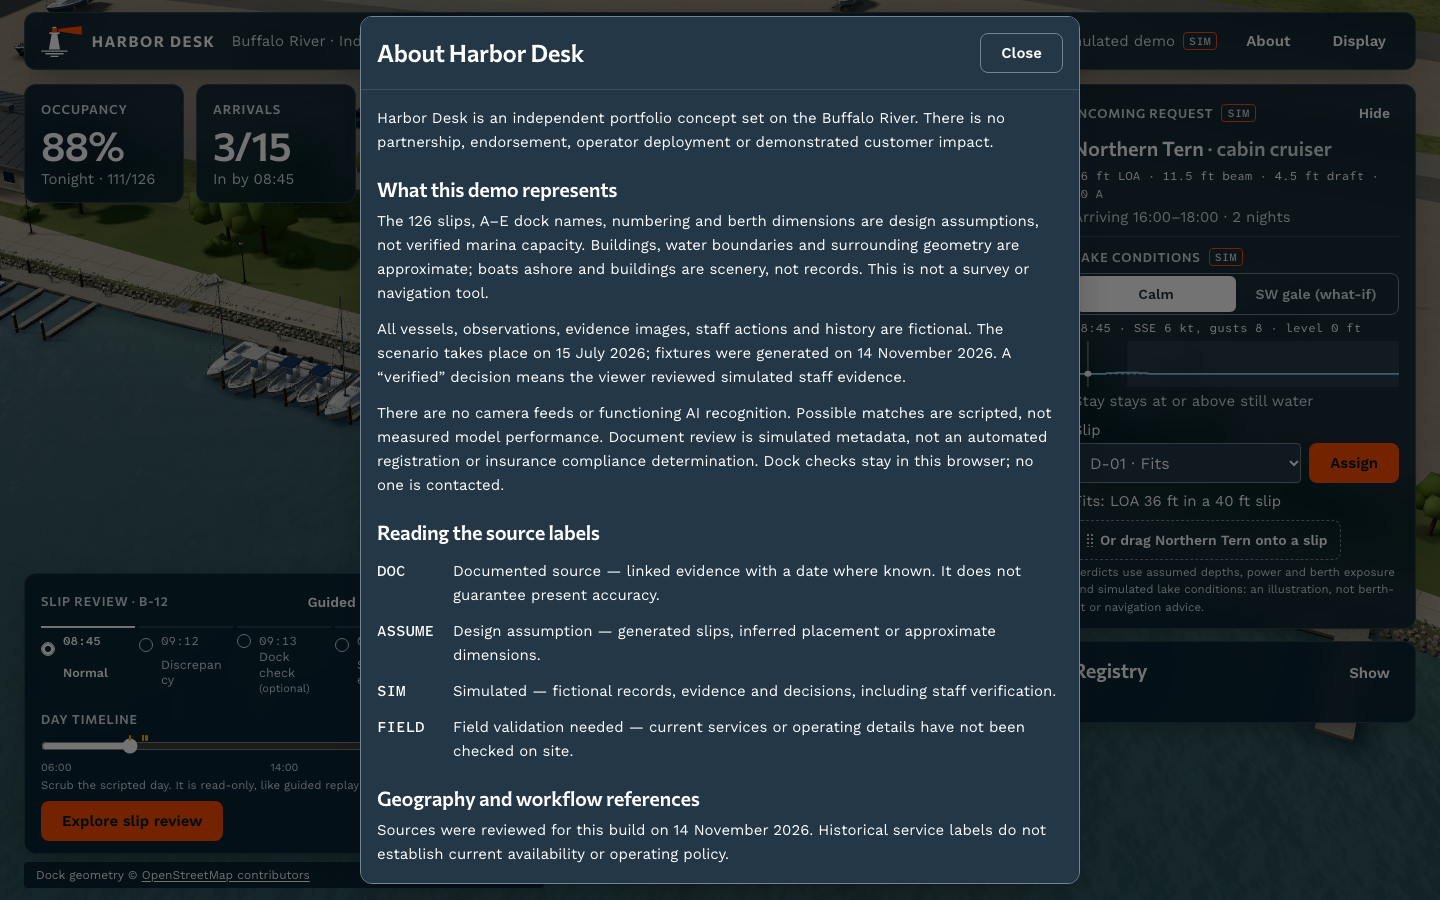 HARBOR DESK
Buffalo River · Ind
ulated demo SIM
About
Display
OCCUPANCY
88%
Tonight · 111/126
ARRIVALS
3/15
In by 08:45
About Harbor Desk
Close
Harbor Desk is an independent portfolio concept set on the Buffalo River. There is no
partnership, endorsement, operator deployment or demonstrated customer impact.
What this demo represents
The 126 slips, A–E dock names, numbering and berth dimensions are design assumptions,
not verified marina capacity. Buildings, water boundaries and surrounding geometry are
approximate; boats ashore and buildings are scenery, not records. This is not a survey or
navigation tool.
All vessels, observations, evidence images, staff actions and history are fictional. The
scenario takes place on 15 July 2026; fixtures were generated on 14 November 2026. A
“verified” decision means the viewer reviewed simulated staff evidence.
There are no camera feeds or functioning AI recognition. Possible matches are scripted, not
measured model performance. Document review is simulated metadata, not an automated
registration or insurance compliance determination. Dock checks stay in this browser; no
one is contacted.
Reading the source labels
DOC Documented source — linked evidence with a date where known. It does not
guarantee present accuracy.
ASSUME Design assumption — generated slips, inferred placement or approximate
dimensions.
SIM Simulated — fictional records, evidence and decisions, including staff verification.
FIELD Field validation needed — current services or operating details have not been
checked on site.
Geography and workflow references
Sources were reviewed for this build on 14 November 2026. Historical service labels do not
establish current availability or operating policy.
NCOMING REQUEST SIM
Hide
Northern Tern · cabin cruiser
6 ft LOA · 11.5 ft beam · 4.5 ft draft ·
0 A
Arriving 16:00–18:00 · 2 nights
AKE CONDITIONS SIM
Calm
SW gale (what-if)
8:45 · SSE 6 kt, gusts 8 · level 0 ft
Stay stays at or above still water
Slip
D-01 · Fits
Assign
Fits: LOA 36 ft in a 40 ft slip
Or drag Northern Tern onto a slip
erdicts use assumed depths, power and berth exposure
nd simulated lake conditions: an illustration, not berth-
t or navigation advice.
Registry
Show
SLIP REVIEW · B-12
Guided
08:45
Normal
09:12
Discrepan
cy
09:13
Dock
check
(optional)
DAY TIMELINE
06:00
14:00
Scrub the scripted day. It is read-only, like guided replay
Explore slip review
Dock geometry © OpenStreetMap contributors